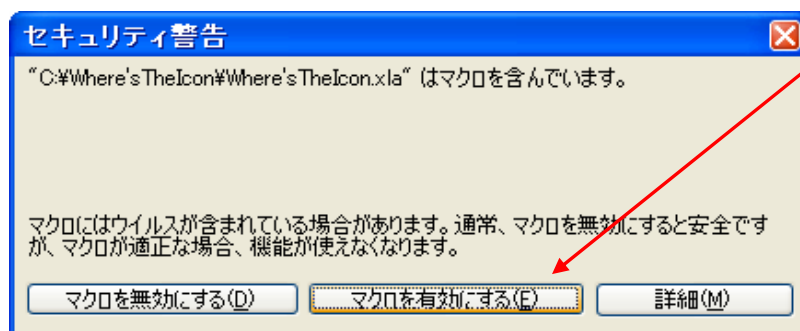 セキュリティ警告
"C:¥Where'sTheIcon¥Where'sTheIcon.xla" はマクロを含んでいます。
マクロにはウイルスが含まれている場合があります。通常、マクロを無効にすると安全です
が、マクロが適正な場合、機能が使えなくなります。
マクロを無効にする(D) マクロを有効にする(E) 詳細(M)